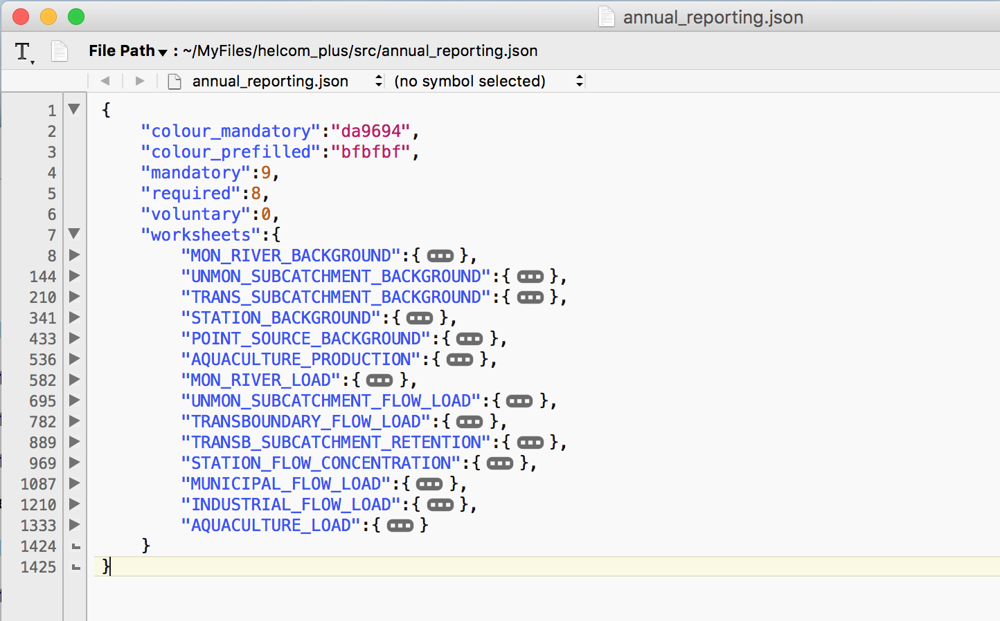 annual_reporting.json
File Path : ~/MyFiles/helcom_plus/src/annual_reporting.json
annual_reporting.json (no symbol selected)
1 {
2 "colour_mandatory":"da9694",
3 "colour_prefilled":"bfbfbf",
4 "mandatory":9,
5 "required":8,
6 "voluntary":0,
7 "worksheets":{
8 "MON_RIVER_BACKGROUND":{ ... },
144 "UNMON_SUBCATCHMENT_BACKGROUND":{ ... },
210 "TRANS_SUBCATCHMENT_BACKGROUND":{ ... },
341 "STATION_BACKGROUND":{ ... },
433 "POINT_SOURCE_BACKGROUND":{ ... },
536 "AQUACULTURE_PRODUCTION":{ ... },
582 "MON_RIVER_LOAD":{ ... },
695 "UNMON_SUBCATCHMENT_FLOW_LOAD":{ ... },
782 "TRANSBOUNDARY_FLOW_LOAD":{ ... },
889 "TRANSB_SUBCATCHMENT_RETENTION":{ ... },
969 "STATION_FLOW_CONCENTRATION":{ ... },
1087 "MUNICIPAL_FLOW_LOAD":{ ... },
1210 "INDUSTRIAL_FLOW_LOAD":{ ... },
1333 "AQUACULTURE_LOAD":{ ... }
1424 }
1425 }